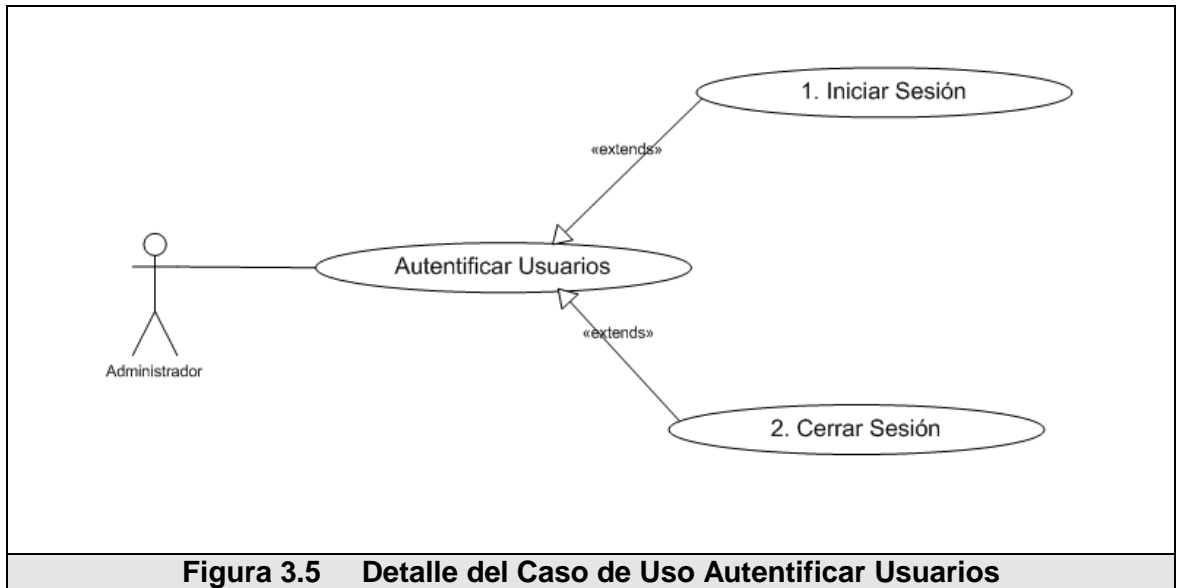 1. Iniciar Sesión
«extends»
Autentificar Usuarios
«extends»
Administrador
2. Cerrar Sesión
Figura 3.5 Detalle del Caso de Uso Autentificar Usuarios